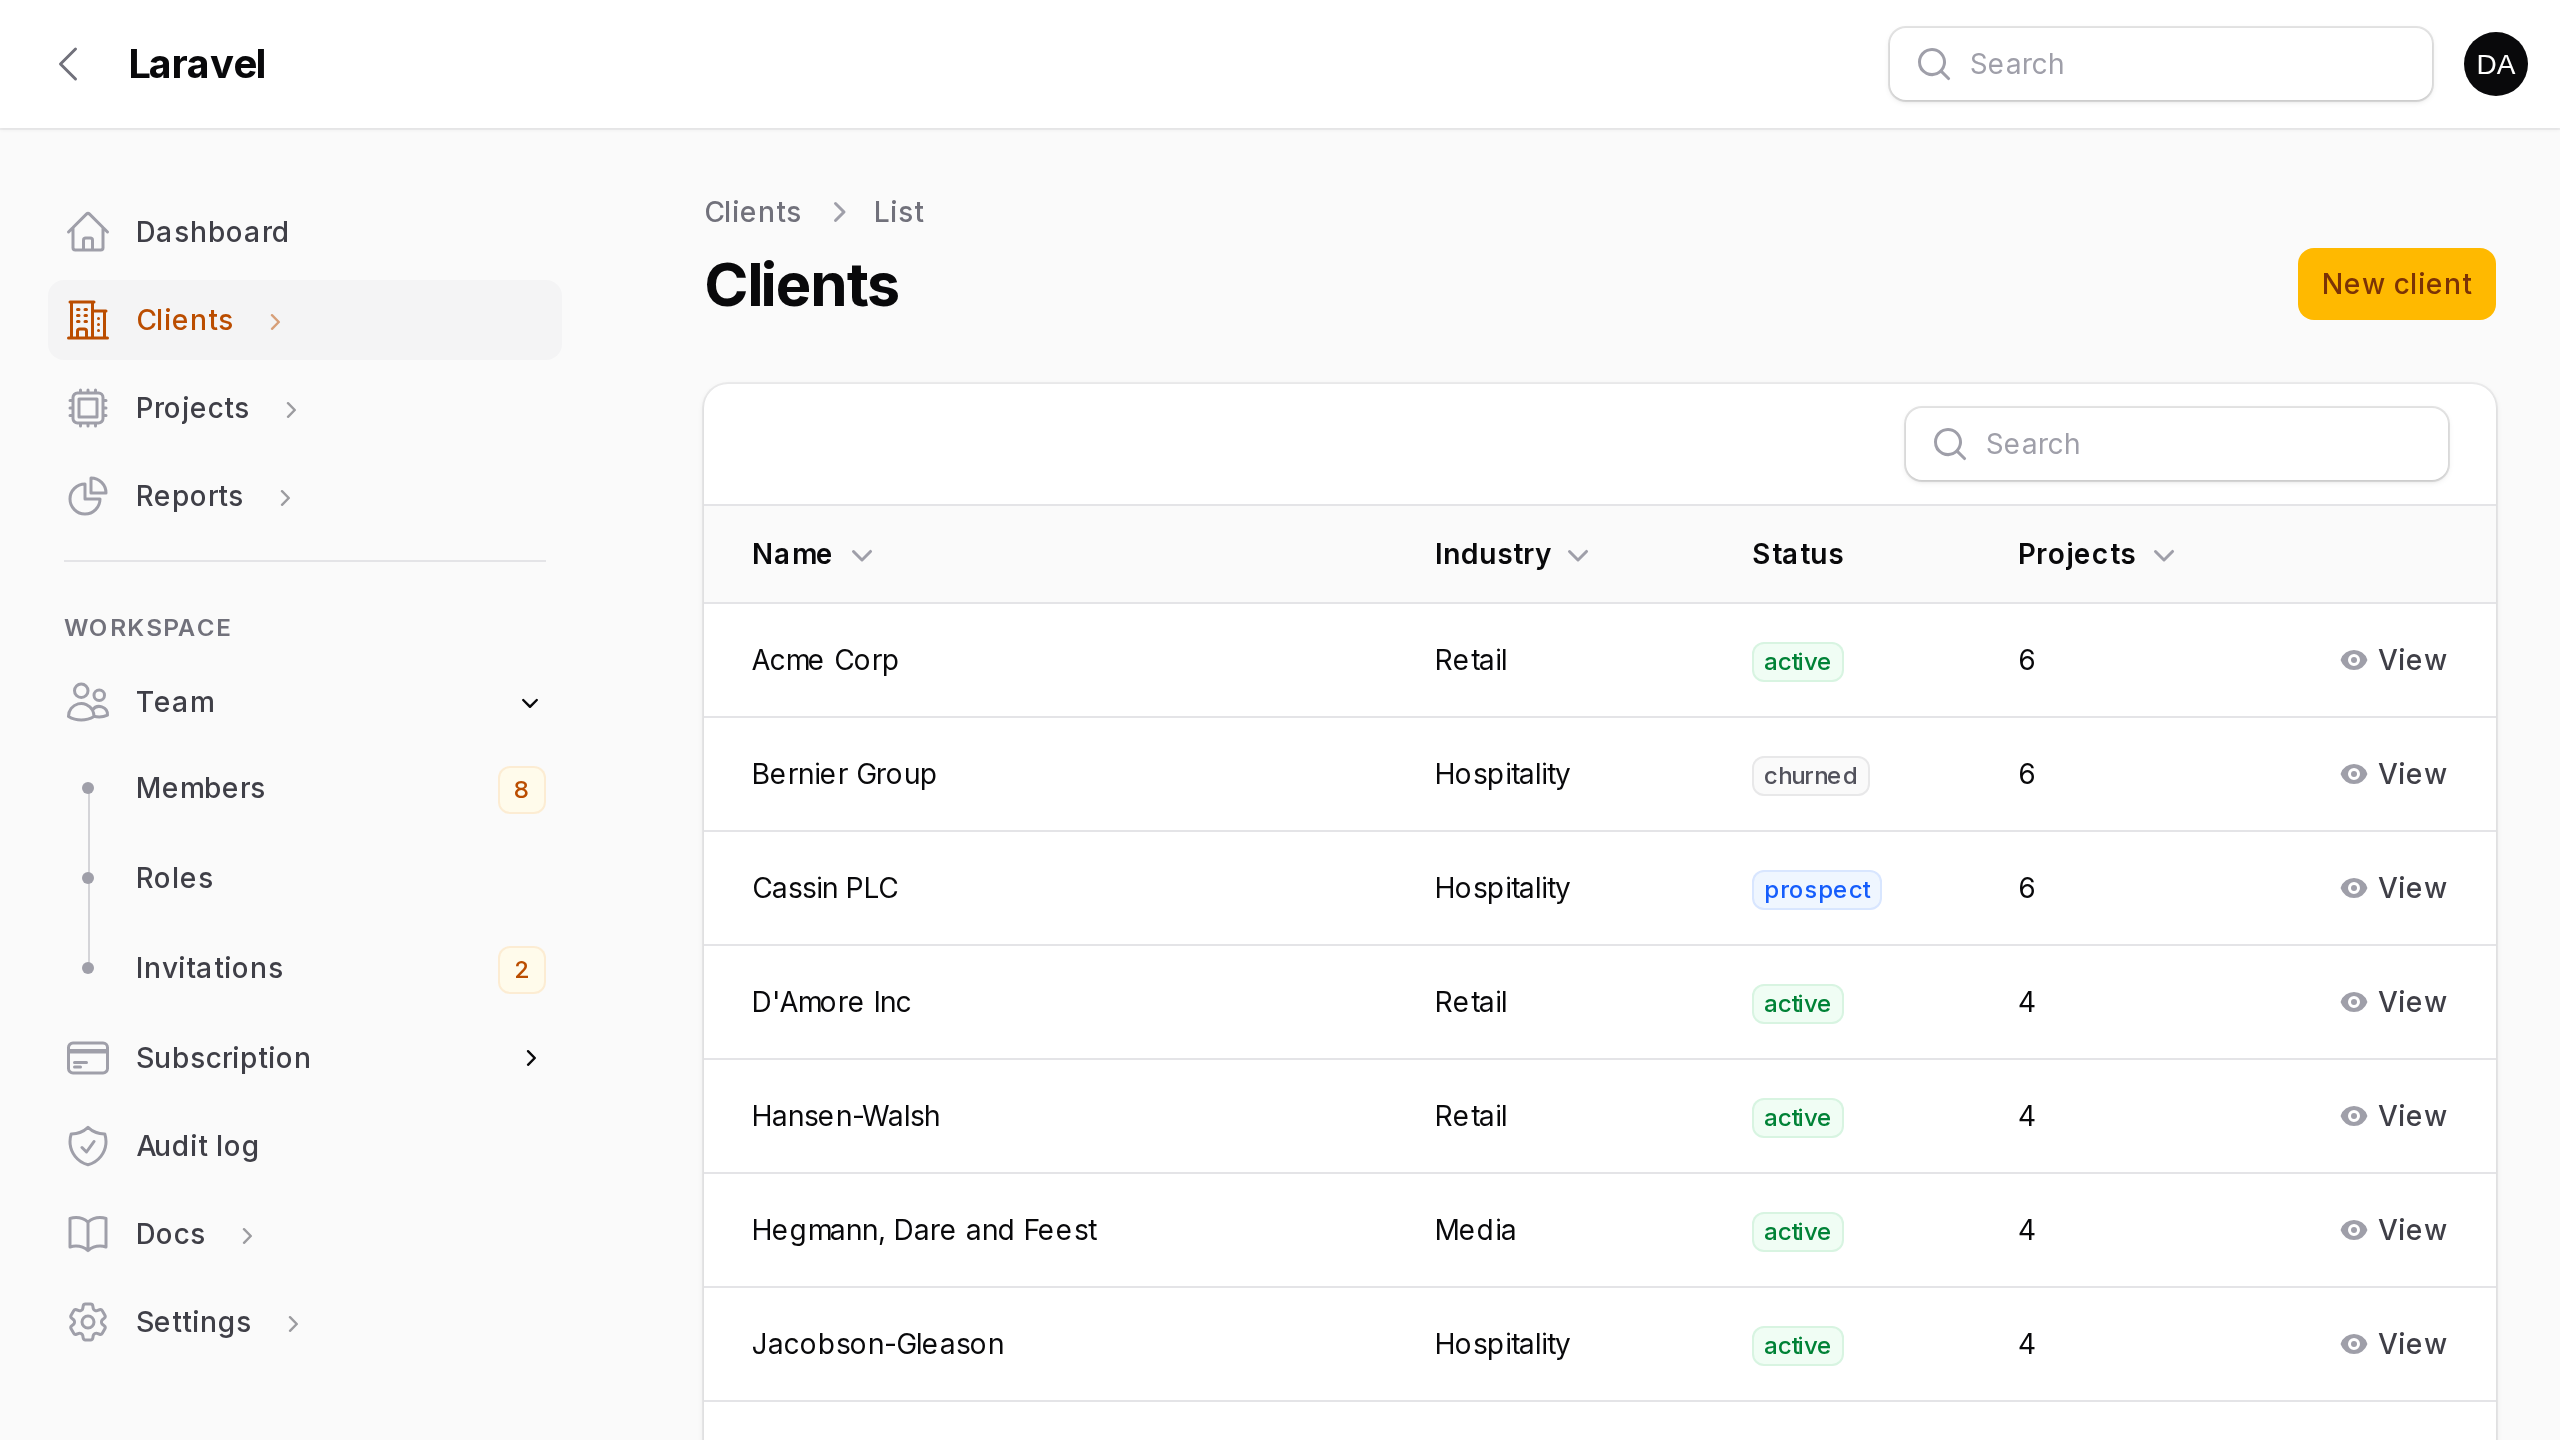 Laravel
Search
DA
Dashboard
Clients
Projects
Reports
WORKSPACE
Team
Members 8
Roles
Invitations 2
Subscription
Audit log
Docs
Settings
Clients List
Clients
New client
Search
Name Industry Status Projects
Acme Corp Retail active 6 View
Bernier Group Hospitality churned 6 View
Cassin PLC Hospitality prospect 6 View
D'Amore Inc Retail active 4 View
Hansen-Walsh Retail active 4 View
Hegmann, Dare and Feest Media active 4 View
Jacobson-Gleason Hospitality active 4 View